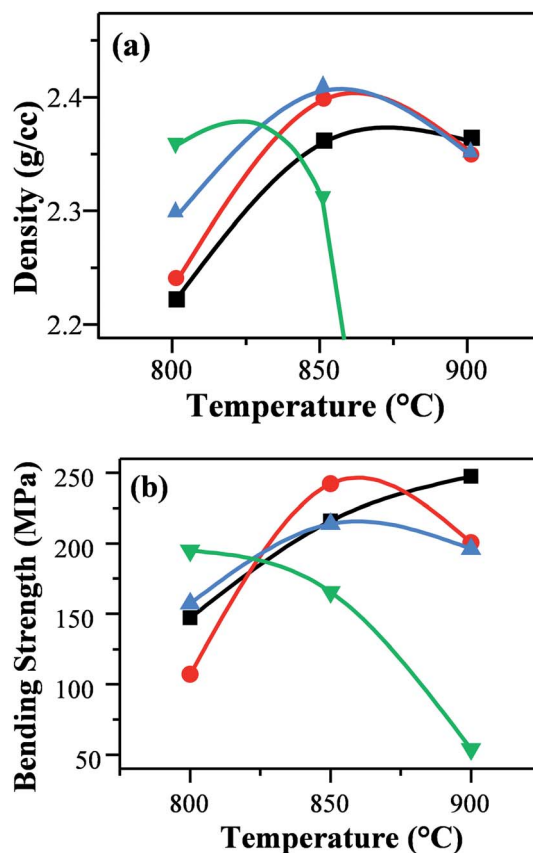 (a)
Density (g/cc)
2.4
2.3
2.2
800 850 900
Temperature (°C)
(b)
Bending Strength (MPa)
250
200
150
100
50
800 850 900
Temperature (°C)